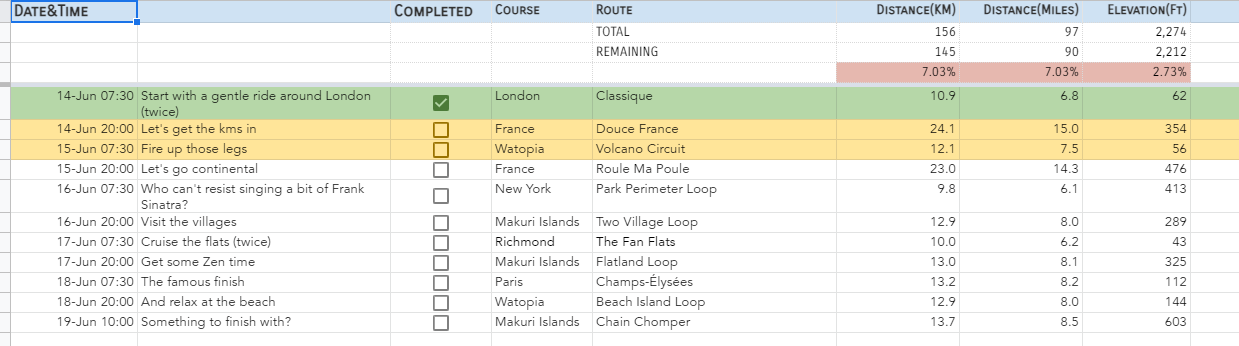 DATE&TIME COMPLETED COURSE ROUTE DISTANCE(KM) DISTANCE(MILES) ELEVATION(FT)
TOTAL 156 97 2,274
REMAINING 145 90 2,212
7.03% 7.03% 2.73%
14-Jun 07:30 Start with a gentle ride around London London Classique 10.9 6.8 62
(twice)
14-Jun 20:00 Let's get the kms in France Douce France 24.1 15.0 354
15-Jun 07:30 Fire up those legs Watopia Volcano Circuit 12.1 7.5 56
15-Jun 20:00 Let's go continental France Roule Ma Poule 23.0 14.3 476
16-Jun 07:30 Who can't resist singing a bit of Frank New York Park Perimeter Loop 9.8 6.1 413
Sinatra?
16-Jun 20:00 Visit the villages Makuri Islands Two Village Loop 12.9 8.0 289
17-Jun 07:30 Cruise the flats (twice) Richmond The Fan Flats 10.0 6.2 43
17-Jun 20:00 Get some Zen time Makuri Islands Flatland Loop 13.0 8.1 325
18-Jun 07:30 The famous finish Paris Champs-Élysées 13.2 8.2 112
18-Jun 20:00 And relax at the beach Watopia Beach Island Loop 12.9 8.0 144
19-Jun 10:00 Something to finish with? Makuri Islands Chain Chomper 13.7 8.5 603